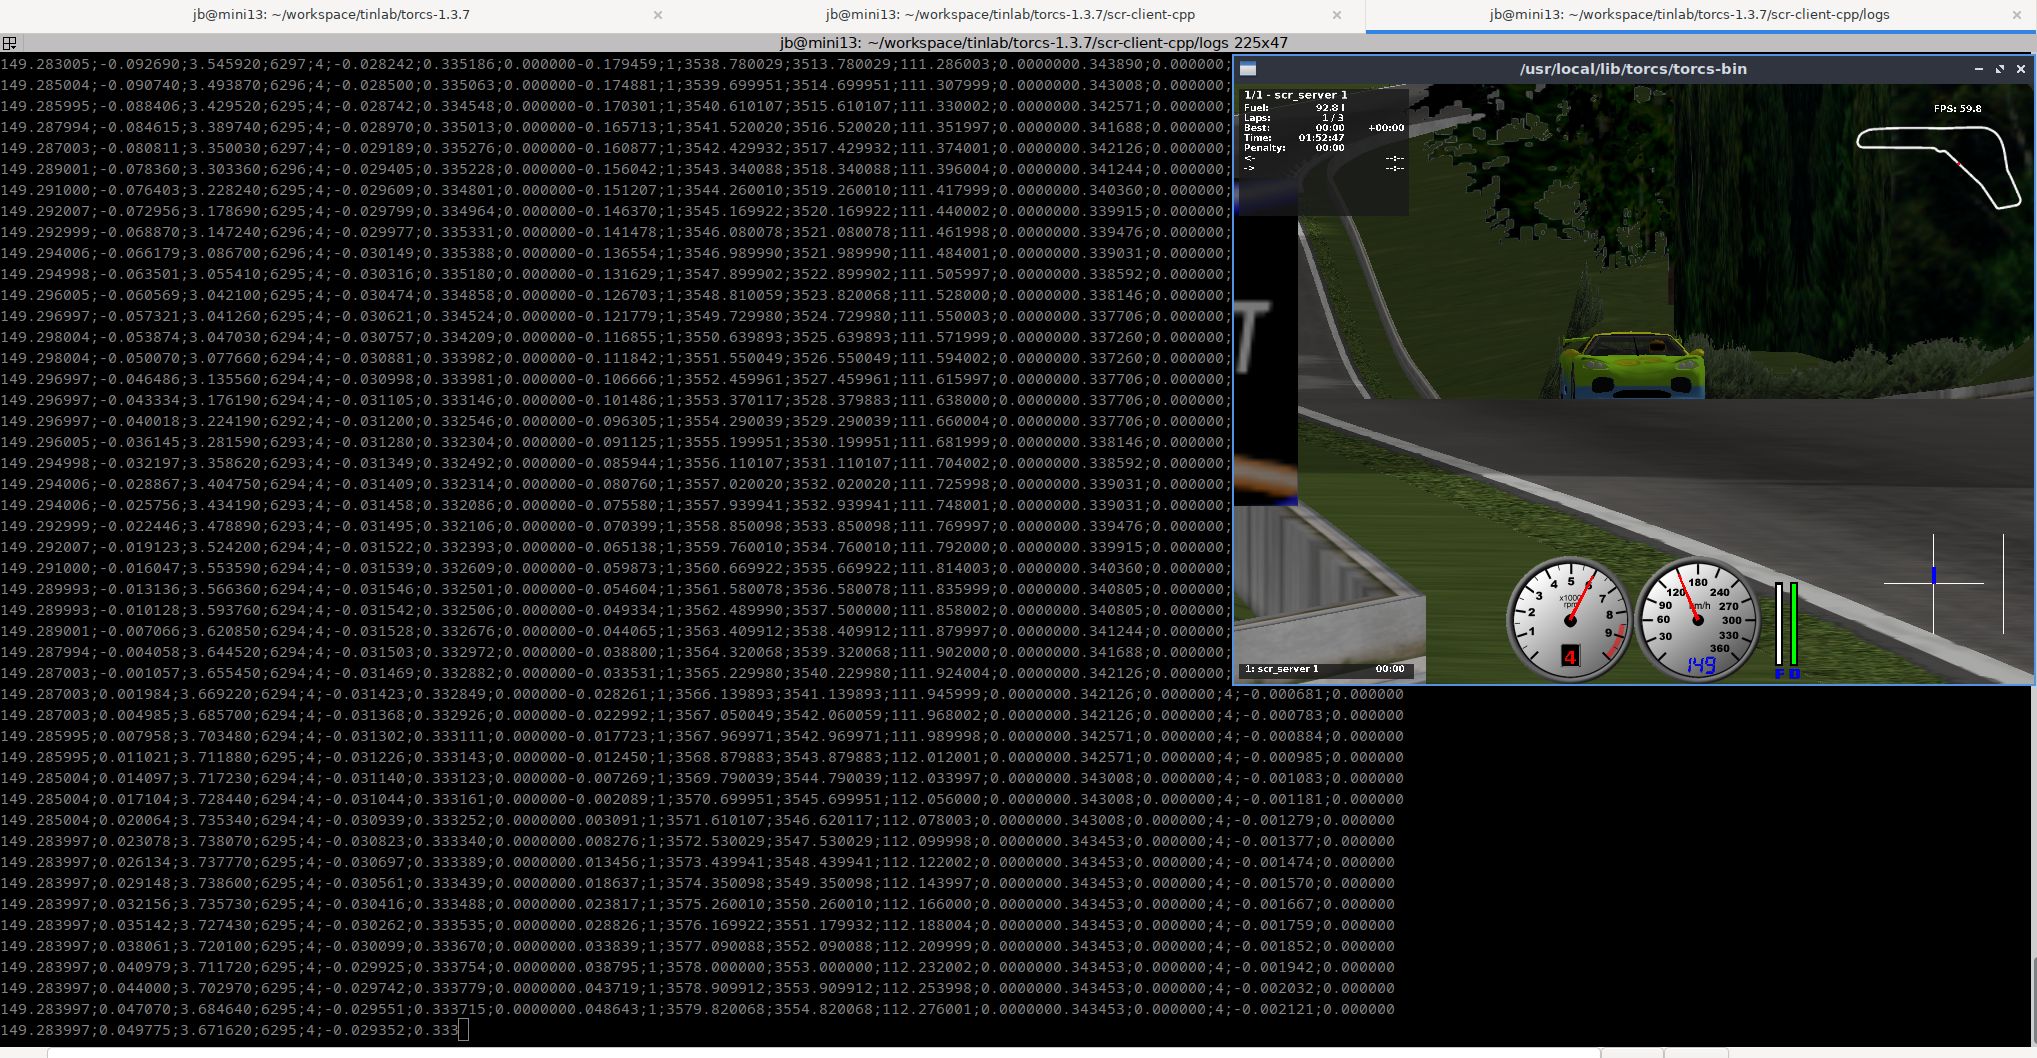 jb@mini13: ~/workspace/tinlab/torcs-1.3.7
jb@mini13: ~/workspace/tinlab/torcs-1.3.7/scr-client-cpp
jb@mini13: ~/workspace/tinlab/torcs-1.3.7/scr-client-cpp/logs
jb@mini13: ~/workspace/tinlab/torcs-1.3.7/scr-client-cpp/logs 225x47
149.283005;-0.092690;3.545920;6297;4;-0.028242;0.335186;0.000000-0.179459;1;3538.780029;3513.780029;111.286003;0.0000000.343890;0.000000;
149.285004;-0.090740;3.493870;6296;4;-0.028500;0.335063;0.000000-0.174881;1;3539.699951;3514.699951;111.307999;0.0000000.343008;0.000000;
149.285995;-0.088406;3.429520;6295;4;-0.028742;0.334548;0.000000-0.170301;1;3540.610107;3515.610107;111.330002;0.0000000.342571;0.000000;
149.287994;-0.084615;3.389740;6295;4;-0.028970;0.335013;0.000000-0.165713;1;3541.520020;3516.520020;111.351997;0.0000000.341688;0.000000;
149.287003;-0.080811;3.350030;6297;4;-0.029189;0.335276;0.000000-0.160877;1;3542.429932;3517.429932;111.374001;0.0000000.342126;0.000000;
149.289001;-0.078360;3.303360;6296;4;-0.029405;0.335228;0.000000-0.156042;1;3543.340088;3518.340088;111.396004;0.0000000.341244;0.000000;
149.291000;-0.076403;3.228240;6296;4;-0.029609;0.334801;0.000000-0.151207;1;3544.260010;3519.260010;111.417999;0.0000000.340360;0.000000;
149.292007;-0.072956;3.178690;6295;4;-0.029799;0.334964;0.000000-0.146370;1;3545.169922;3520.169922;111.440002;0.0000000.339915;0.000000;
149.292999;-0.068870;3.147240;6296;4;-0.029977;0.335331;0.000000-0.141478;1;3546.080078;3521.080078;111.461998;0.0000000.339476;0.000000;
149.294006;-0.066179;3.086700;6296;4;-0.030149;0.335388;0.000000-0.136554;1;3546.989990;3521.989990;111.484001;0.0000000.339031;0.000000;
149.294998;-0.063501;3.055410;6296;4;-0.030316;0.335180;0.000000-0.131629;1;3547.899902;3522.899902;111.505997;0.0000000.338592;0.000000;
149.296005;-0.060569;3.042100;6295;4;-0.030474;0.334858;0.000000-0.126703;1;3548.810059;3523.820068;111.528000;0.0000000.338146;0.000000;
149.296997;-0.057321;3.041260;6295;4;-0.030621;0.334524;0.000000-0.121779;1;3549.729980;3524.729980;111.550003;0.0000000.337706;0.000000;
149.298004;-0.053874;3.047030;6294;4;-0.030757;0.334209;0.000000-0.116855;1;3550.639893;3525.639893;111.571999;0.0000000.337260;0.000000;
149.298004;-0.050070;3.077660;6294;4;-0.030881;0.333982;0.000000-0.111842;1;3551.550049;3526.550049;111.594002;0.0000000.337260;0.000000;
149.296997;-0.046486;3.135560;6294;4;-0.030998;0.333981;0.000000-0.106666;1;3552.459961;3527.459961;111.615997;0.0000000.337706;0.000000;
149.296997;-0.043334;3.176190;6294;4;-0.031105;0.333146;0.000000-0.101486;1;3553.370117;3528.379883;111.638000;0.0000000.337706;0.000000;
149.296997;-0.040018;3.224190;6292;4;-0.031200;0.332546;0.000000-0.096305;1;3554.290039;3529.290039;111.660004;0.0000000.337706;0.000000;
149.296005;-0.036145;3.281590;6293;4;-0.031280;0.332304;0.000000-0.091125;1;3555.199951;3530.199951;111.681999;0.0000000.338146;0.000000;
149.294998;-0.032197;3.358620;6293;4;-0.031349;0.332492;0.000000-0.085944;1;3556.110107;3531.110107;111.704002;0.0000000.338592;0.000000;
149.294006;-0.028867;3.404750;6293;4;-0.031409;0.332314;0.000000-0.080760;1;3557.020020;3532.020020;111.725998;0.0000000.339031;0.000000;
149.294006;-0.025756;3.434190;6293;4;-0.031458;0.332086;0.000000-0.075580;1;3557.939941;3532.939941;111.748001;0.0000000.339031;0.000000;
149.292999;-0.022446;3.478890;6293;4;-0.031495;0.332106;0.000000-0.070399;1;3558.850098;3533.850098;111.769997;0.0000000.339476;0.000000;
149.292007;-0.019123;3.524200;6294;4;-0.031522;0.332393;0.000000-0.065138;1;3559.760010;3534.760010;111.792000;0.0000000.339915;0.000000;
149.291000;-0.016047;3.553590;6294;4;-0.031539;0.332609;0.000000-0.059873;1;3560.669922;3535.669922;111.814003;0.0000000.340360;0.000000;
149.289993;-0.013136;3.566360;6294;4;-0.031546;0.332501;0.000000-0.054604;1;3561.580078;3536.580078;111.835999;0.0000000.340805;0.000000;
149.289993;-0.010128;3.593760;6294;4;-0.031542;0.332506;0.000000-0.049334;1;3562.489990;3537.500000;111.858002;0.0000000.340805;0.000000;
149.289001;-0.007066;3.620850;6294;4;-0.031528;0.332676;0.000000-0.044065;1;3563.409912;3538.409912;111.879997;0.0000000.341244;0.000000;
149.287994;-0.004058;3.644520;6294;4;-0.031503;0.332972;0.000000-0.038800;1;3564.320068;3539.320068;111.902000;0.0000000.341688;0.000000;
149.287003;-0.001057;3.655450;6294;4;-0.031469;0.332882;0.000000-0.033531;1;3565.229980;3540.229980;111.924004;0.0000000.342126;0.000000;
149.287003;0.001984;3.669220;6294;4;-0.031423;0.332849;0.000000-0.028261;1;3566.139893;3541.139893;111.945999;0.0000000.342126;0.000000;4;-0.000681;0.000000
149.287003;0.004985;3.685700;6294;4;-0.031368;0.332926;0.000000-0.022992;1;3567.050049;3542.060059;111.968002;0.0000000.342126;0.000000;4;-0.000783;0.000000
149.285995;0.007958;3.703480;6294;4;-0.031302;0.333111;0.000000-0.017723;1;3567.969971;3542.969971;111.989998;0.0000000.342571;0.000000;4;-0.000884;0.000000
149.285995;0.011021;3.711880;6295;4;-0.031226;0.333143;0.000000-0.012450;1;3568.879883;3543.879883;112.012001;0.0000000.342571;0.000000;4;-0.000985;0.000000
149.285004;0.014097;3.717230;6294;4;-0.031140;0.333123;0.000000-0.007269;1;3569.790039;3544.790039;112.033997;0.0000000.343008;0.000000;4;-0.001083;0.000000
149.285004;0.017104;3.728440;6294;4;-0.031044;0.333161;0.000000-0.002089;1;3570.699951;3545.699951;112.056000;0.0000000.343008;0.000000;4;-0.001181;0.000000
149.285004;0.020064;3.735340;6294;4;-0.030939;0.333252;0.0000000.003091;1;3571.610107;3546.620117;112.078003;0.0000000.343008;0.000000;4;-0.001279;0.000000
149.283997;0.023078;3.738070;6294;4;-0.030823;0.333340;0.0000000.008276;1;3572.530029;3547.530029;112.099998;0.0000000.343453;0.000000;4;-0.001377;0.000000
149.283997;0.026134;3.737770;6295;4;-0.030697;0.333389;0.0000000.013456;1;3573.439941;3548.439941;112.122002;0.0000000.343453;0.000000;4;-0.001474;0.000000
149.283997;0.029148;3.738600;6295;4;-0.030561;0.333439;0.0000000.018637;1;3574.350098;3549.350098;112.143997;0.0000000.343453;0.000000;4;-0.001570;0.000000
149.283997;0.032156;3.735730;6295;4;-0.030416;0.333488;0.0000000.023817;1;3575.260010;3550.260010;112.166000;0.0000000.343453;0.000000;4;-0.001667;0.000000
149.283997;0.035142;3.727430;6295;4;-0.030262;0.333535;0.0000000.028826;1;3576.169922;3551.179932;112.188004;0.0000000.343453;0.000000;4;-0.001759;0.000000
149.283997;0.038061;3.720100;6295;4;-0.030099;0.333670;0.0000000.033839;1;3577.090088;3552.090088;112.209999;0.0000000.343453;0.000000;4;-0.001852;0.000000
149.283997;0.040979;3.711720;6295;4;-0.029925;0.333754;0.0000000.038795;1;3578.000000;3553.000000;112.232002;0.0000000.343453;0.000000;4;-0.001942;0.000000
149.283997;0.044000;3.702970;6295;4;-0.029742;0.333779;0.0000000.043719;1;3578.909912;3553.909912;112.253998;0.0000000.343453;0.000000;4;-0.002032;0.000000
149.283997;0.047070;3.684640;6295;4;-0.029551;0.333715;0.0000000.048643;1;3579.820068;3554.820068;112.276001;0.0000000.343453;0.000000;4;-0.002121;0.000000
149.283997;0.049775;3.671620;6295;4;-0.029352;0.333
/usr/local/lib/torcs/torcs-bin
1/1 - scr_server 1
Fuel: 92.8 l
Laps: 1 / 3
Best: 00:00 +00:00
Time: 01:52:47
Penalty: 00:00
<- --:--
-> --:--
FPS: 59.8
T
1 2 3 4 5 6 7 8 9
x1000 rpm
4
30 60 90 120 180 240 270 300 330 360
km/h
149
F D
1: scr_server 1 00:00